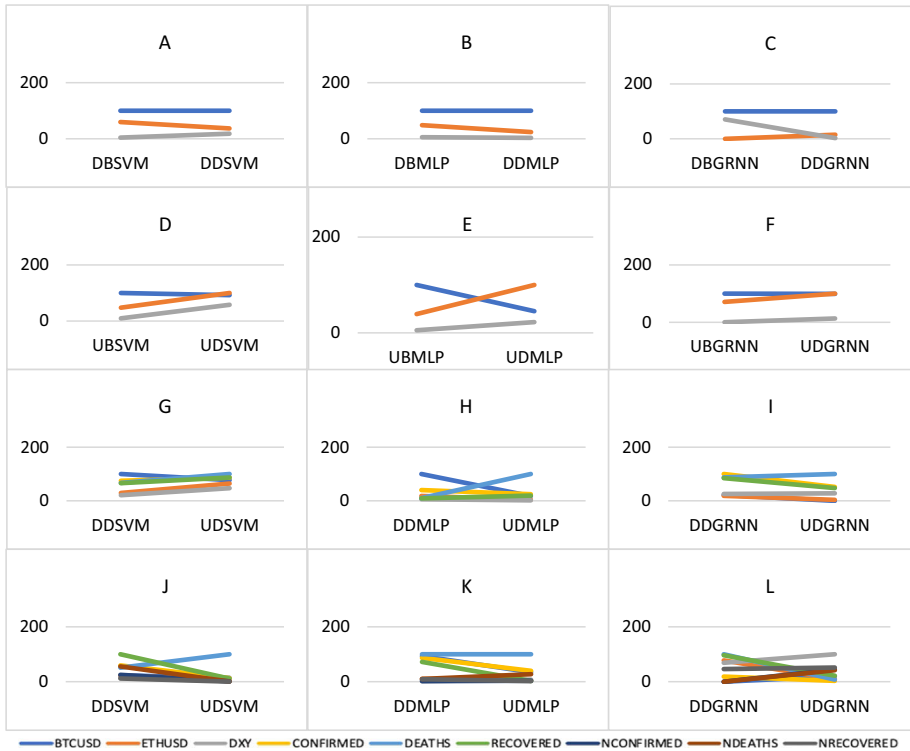 A
200
0
DBSVM DDSVM
B
200
0
DBMLP DDMLP
C
200
0
DBGRNN DDGRNN
D
200
0
UBSVM UDSVM
E
200
0
UBMLP UDMLP
F
200
0
UBGRNN UDGRNN
G
200
0
DDSVM UDSVM
H
200
0
DDMLP UDMLP
I
200
0
DDGRNN UDGRNN
J
200
0
DDSVM UDSVM
K
200
0
DDMLP UDMLP
L
200
0
DDGRNN UDGRNN
BTCUSD ETHUSD DXY CONFIRMED DEATHS RECOVERED NCONFIRMED NDEATHS NRECOVERED